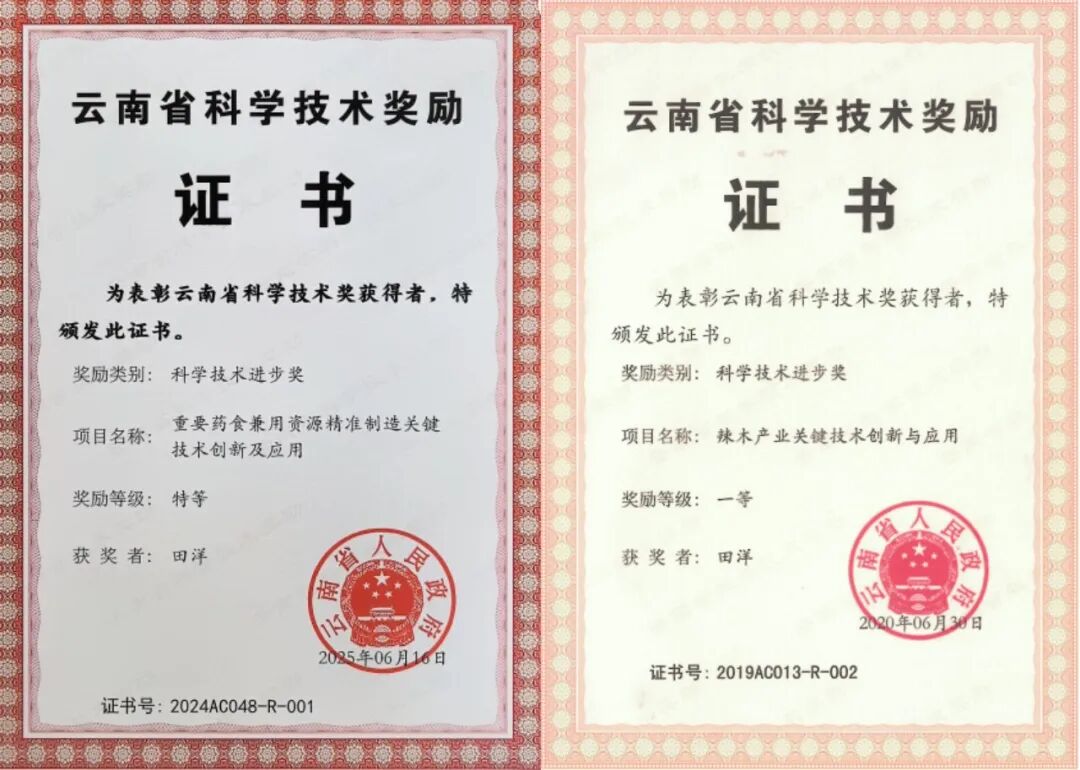 云南省科学技术奖励
证 书
为表彰云南省科学技术奖获得者，特
颁发此证书。
奖励类别： 科学技术进步奖
项目名称： 重要药食兼用资源精准制造关键
技术创新及应用
奖励等级： 特等
获 奖 者： 田洋
云南省人民政府
2025年06月16日
证书号: 2024AC048-R-001
云南省科学技术奖励
证 书
为表彰云南省科学技术奖获得者，特
颁发此证书。
奖励类别： 科学技术进步奖
项目名称： 辣木产业关键技术创新与应用
奖励等级： 一等
获 奖 者： 田洋
云南省人民政府
2020年06月30日
证书号: 2019AC013-R-002